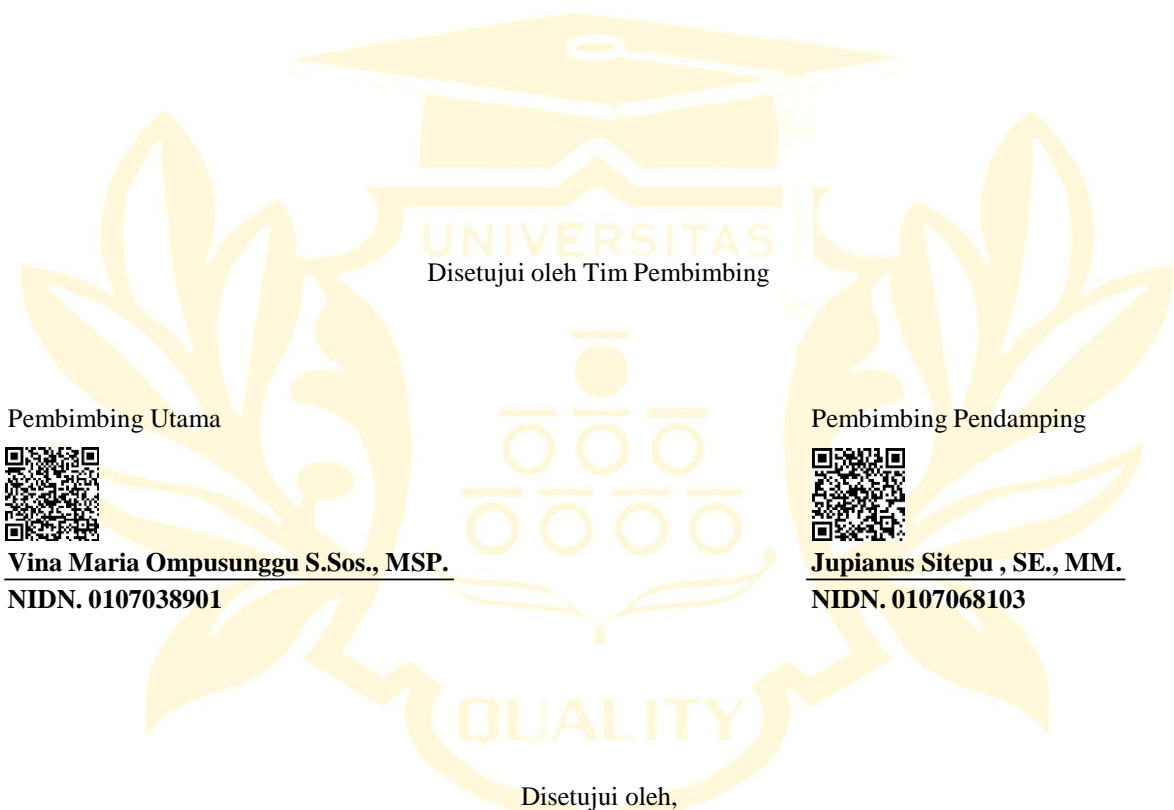 UNIVERSITAS
Disetujui oleh Tim Pembimbing
Pembimbing Utama
Pembimbing Pendamping
Vina Maria Ompusunggu S.Sos., MSP.
Jupianus Sitepu , SE., MM.
NIDN. 0107038901
NIDN. 0107068103
QUALITY
Disetujui oleh,